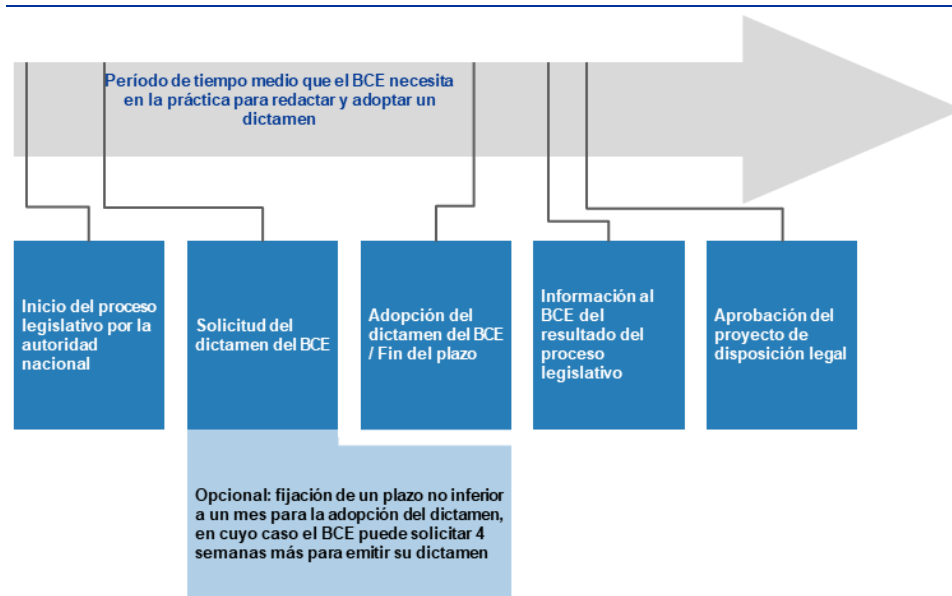 Período de tiempo medio que el BCE necesita
en la práctica para redactar y adoptar un
dictamen
Inicio del proceso
legislativo por la
autoridad
nacional
Solicitud del
dictamen del BCE
Adopción del
dictamen del BCE
/ Fin del plazo
Información al
BCE del
resultado del
proceso
legislativo
Aprobación del
proyecto de
disposición legal
Opcional: fijación de un plazo no inferior
a un mes para la adopción del dictamen,
en cuyo caso el BCE puede solicitar 4
semanas más para emitir su dictamen